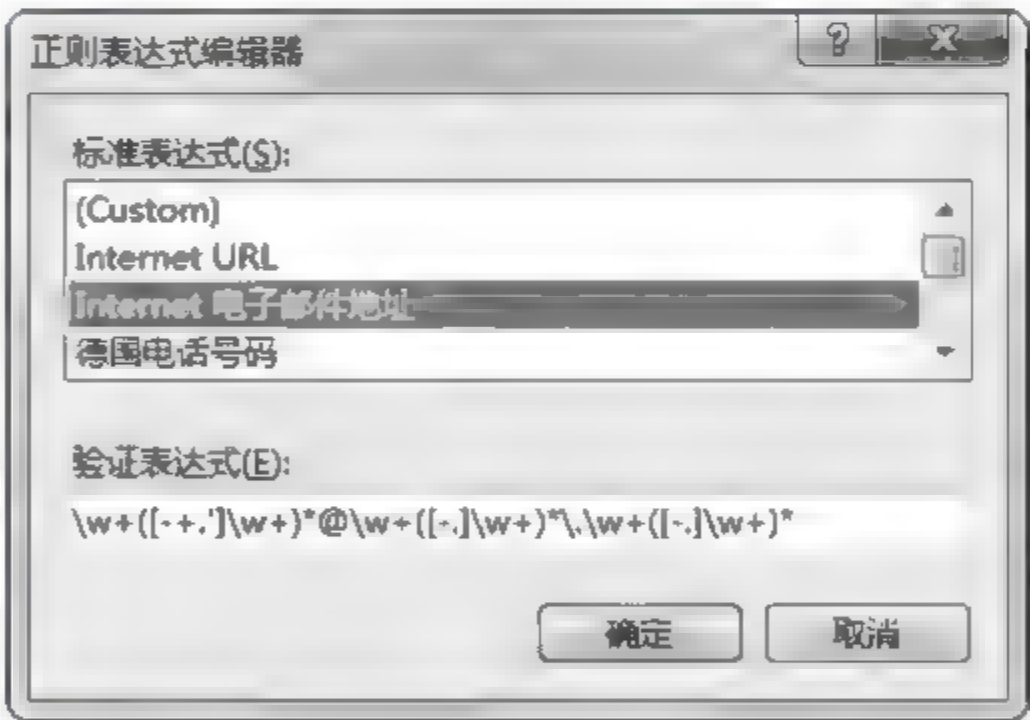 正则表达式编辑器
标准表达式(S):
(Custom)
Internet URL
Internet 电子邮件地址
德国电话号码
验证表达式(E):
\w+([-+.']\w+)*@\w+([-.]\w+)*\.\w+([-.]\w+)*
确定 取消